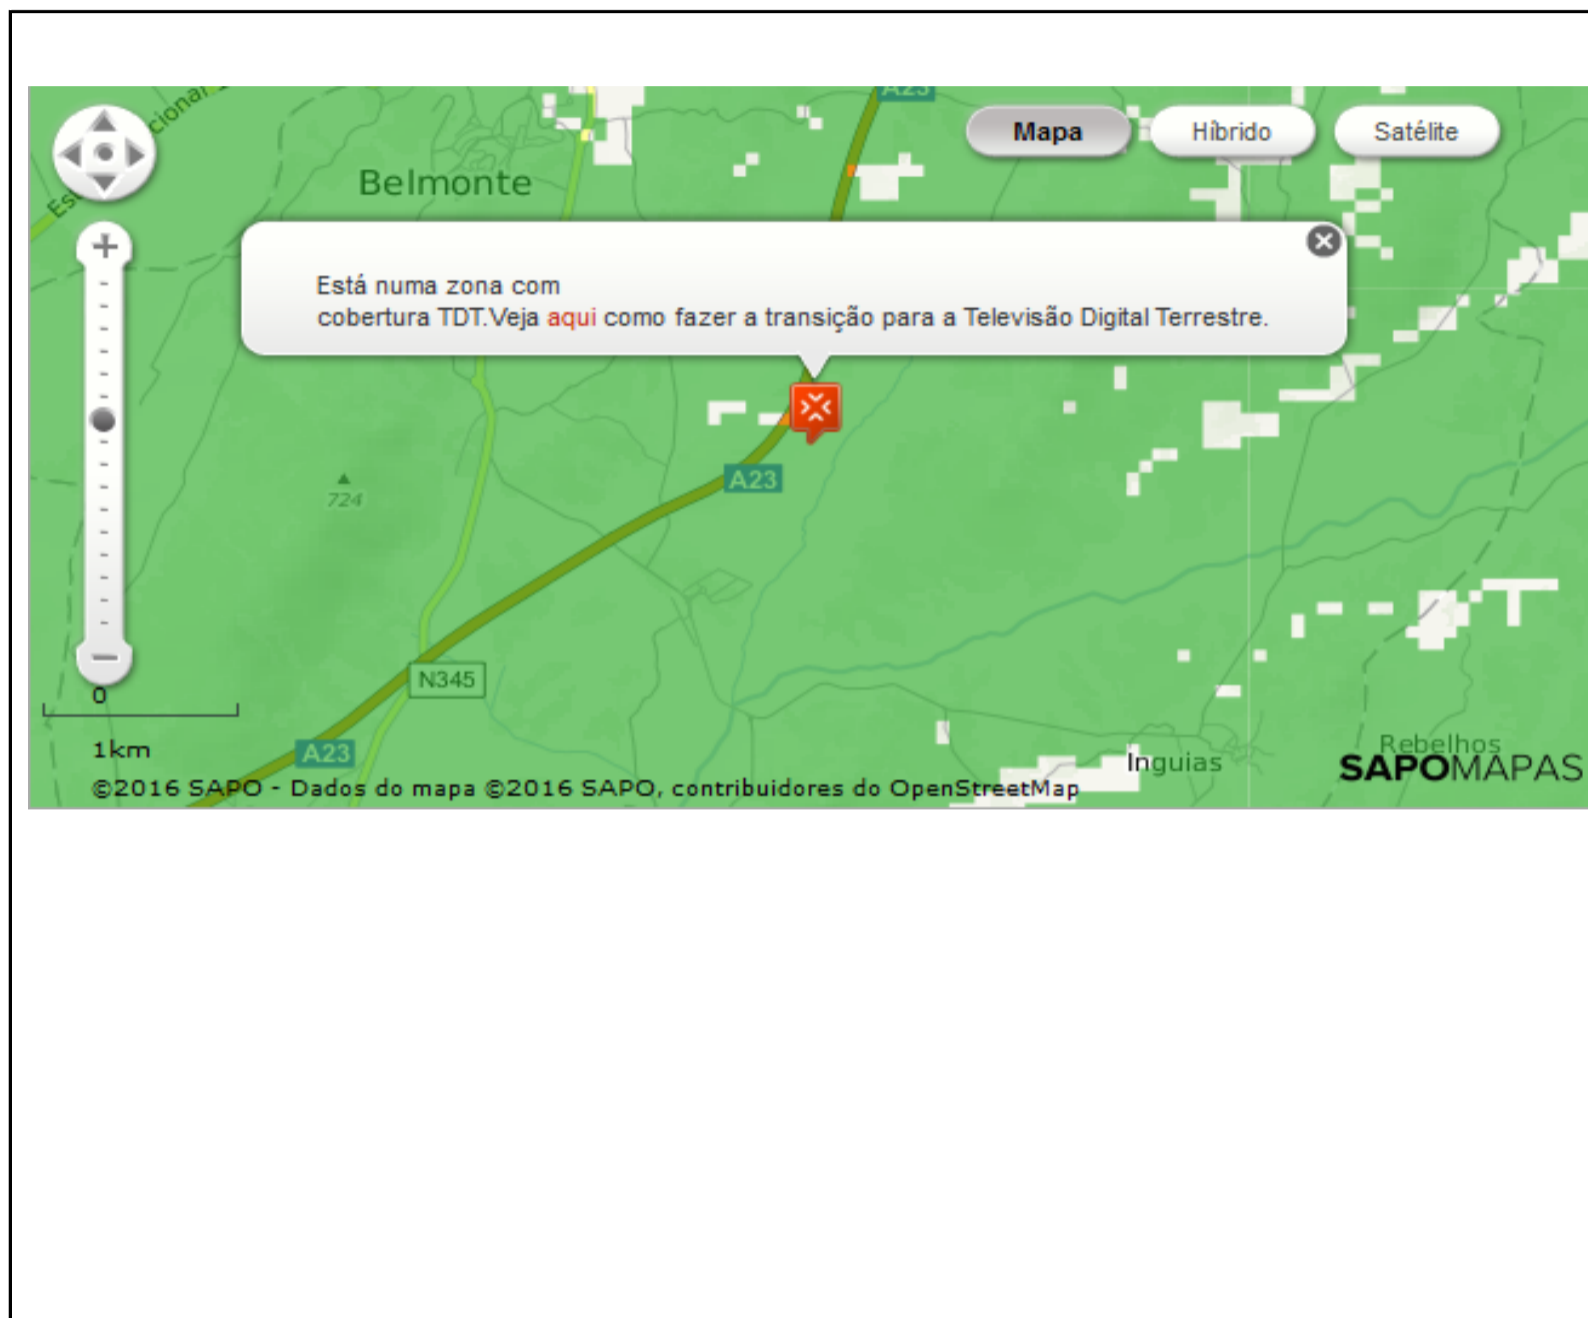 A23
Mapa
Híbrido
Satélite
Belmonte
Está numa zona com
cobertura TDT.Veja aqui como fazer a transição para a Televisão Digital Terrestre.
A23
724
N345
0
1km
A23
Inguias
Rebelhos
SAPOMAPAS
©2016 SAPO - Dados do mapa ©2016 SAPO, contribuidores do OpenStreetMap